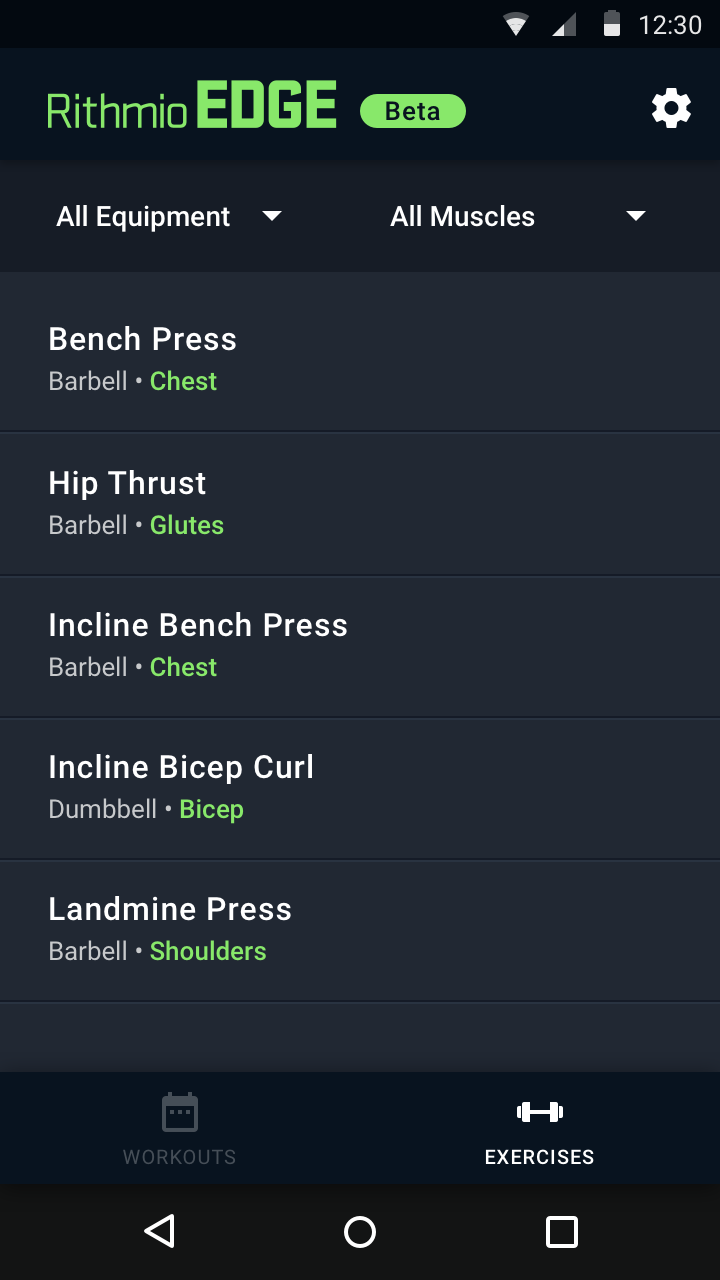 12:30
Rithmio EDGE Beta
All Equipment All Muscles
Bench Press
Barbell • Chest
Hip Thrust
Barbell • Glutes
Incline Bench Press
Barbell • Chest
Incline Bicep Curl
Dumbbell • Bicep
Landmine Press
Barbell • Shoulders
WORKOUTS EXERCISES